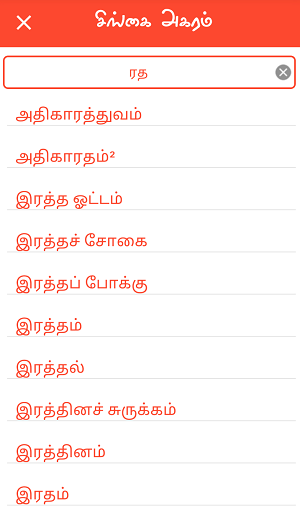 சிங்கை அகரம்
ரத
அதிகாரத்துவம்
அதிகாரதம்²
இரத்த ஓட்டம்
இரத்தச் சோகை
இரத்தப் போக்கு
இரத்தம்
இரத்தல்
இரத்தினச் சுருக்கம்
இரத்தினம்
இரதம்